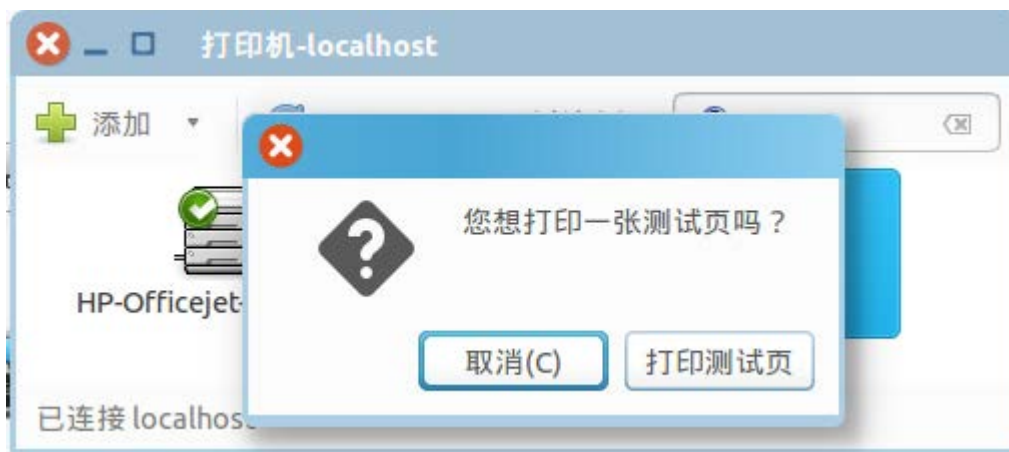 打印机-localhost
添加
您想打印一张测试页吗？
HP-Officejet-
取消(C)
打印测试页
已连接 localhost